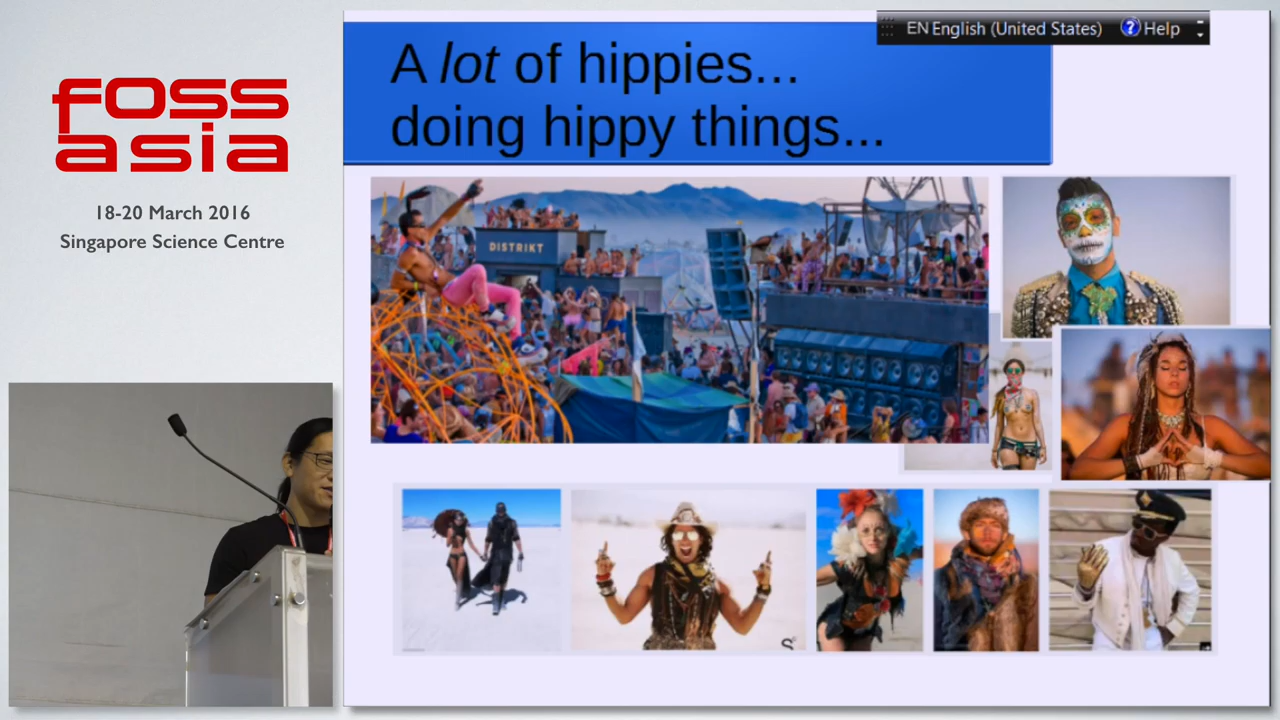 foss
asia
18-20 March 2016
Singapore Science Centre
EN English (United States) ? Help
A lot of hippies...
doing hippy things...
DISTRIKT